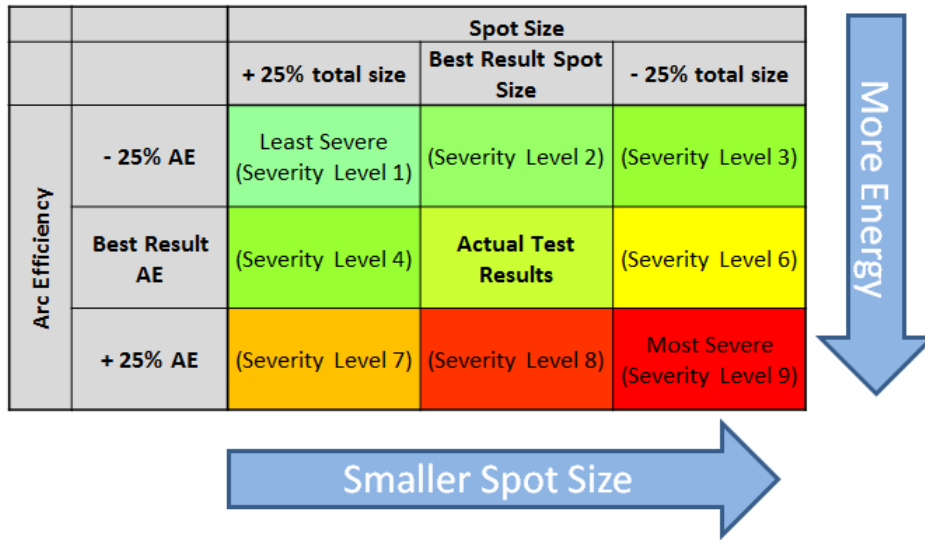 Spot Size
+ 25% total size
Best Result Spot
Size
- 25% total size
Arc Efficiency
- 25% AE
Least Severe
(Severity Level 1)
(Severity Level 2)
(Severity Level 3)
Best Result
AE
(Severity Level 4)
Actual Test
Results
(Severity Level 6)
+ 25% AE
(Severity Level 7)
(Severity Level 8)
Most Severe
(Severity Level 9)
More Energy
Smaller Spot Size